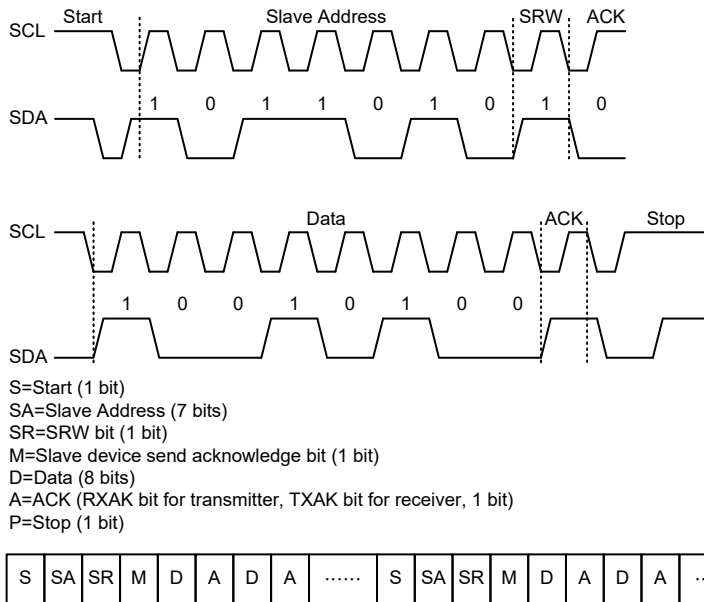 Start Slave Address SRW ACK
SCL
1 0 1 1 0 1 0 1 0
SDA
Data ACK Stop
SCL
1 0 0 1 0 1 0 0
SDA
S=Start (1 bit)
SA=Slave Address (7 bits)
SR=SRW bit (1 bit)
M=Slave device send acknowledge bit (1 bit)
D=Data (8 bits)
A=ACK (RXAK bit for transmitter, TXAK bit for receiver, 1 bit)
P=Stop (1 bit)
S SA SR M D A D A ...... S SA SR M D A D A ..